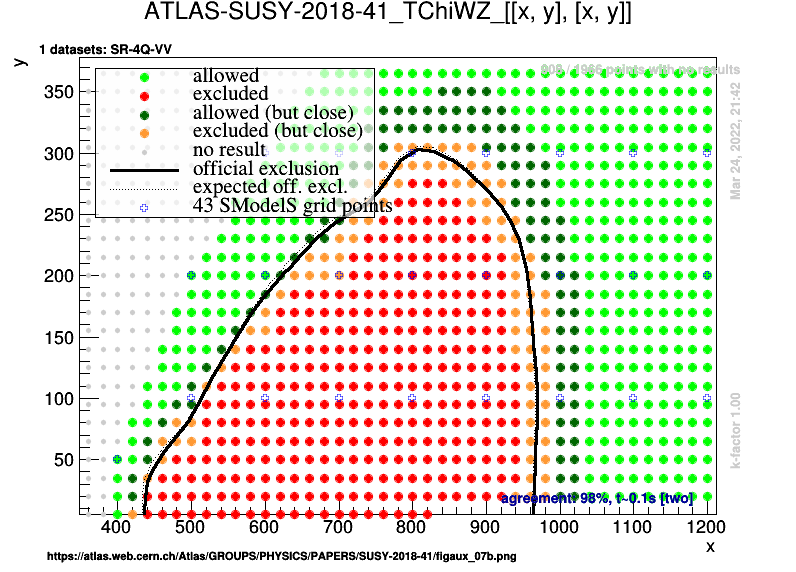 ATLAS-SUSY-2018-41_TChiWZ_[[x, y], [x, y]]
1 datasets: SR-4Q-VV
y
909 / 1966 points with no results
allowed
excluded
allowed (but close)
excluded (but close)
no result
official exclusion
expected off. excl.
43 SModelS grid points
Mar 24, 2022, 21:42
k-factor 1.00
350
300
250
200
150
100
50
agreement: 98%, t~0.1s [two]
400 500 600 700 800 900 1000 1100 1200
x
https://atlas.web.cern.ch/Atlas/GROUPS/PHYSICS/PAPERS/SUSY-2018-41/figaux_07b.png